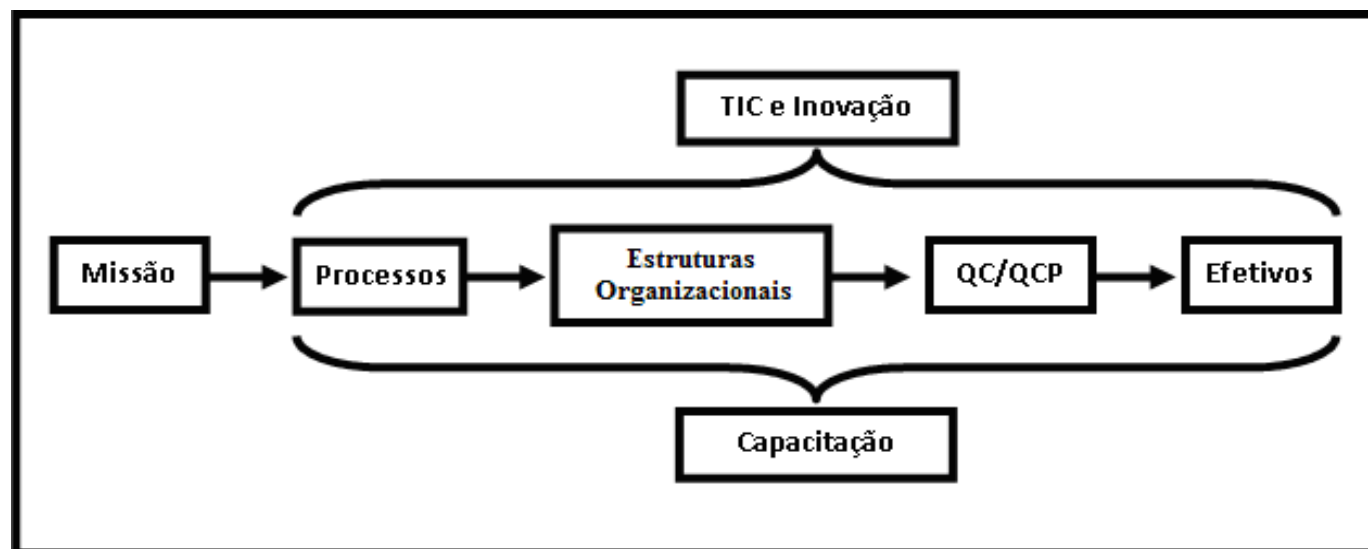 TIC e Inovação
Missão
Processos
Estruturas
Organizacionais
QC/QCP
Efetivos
Capacitação